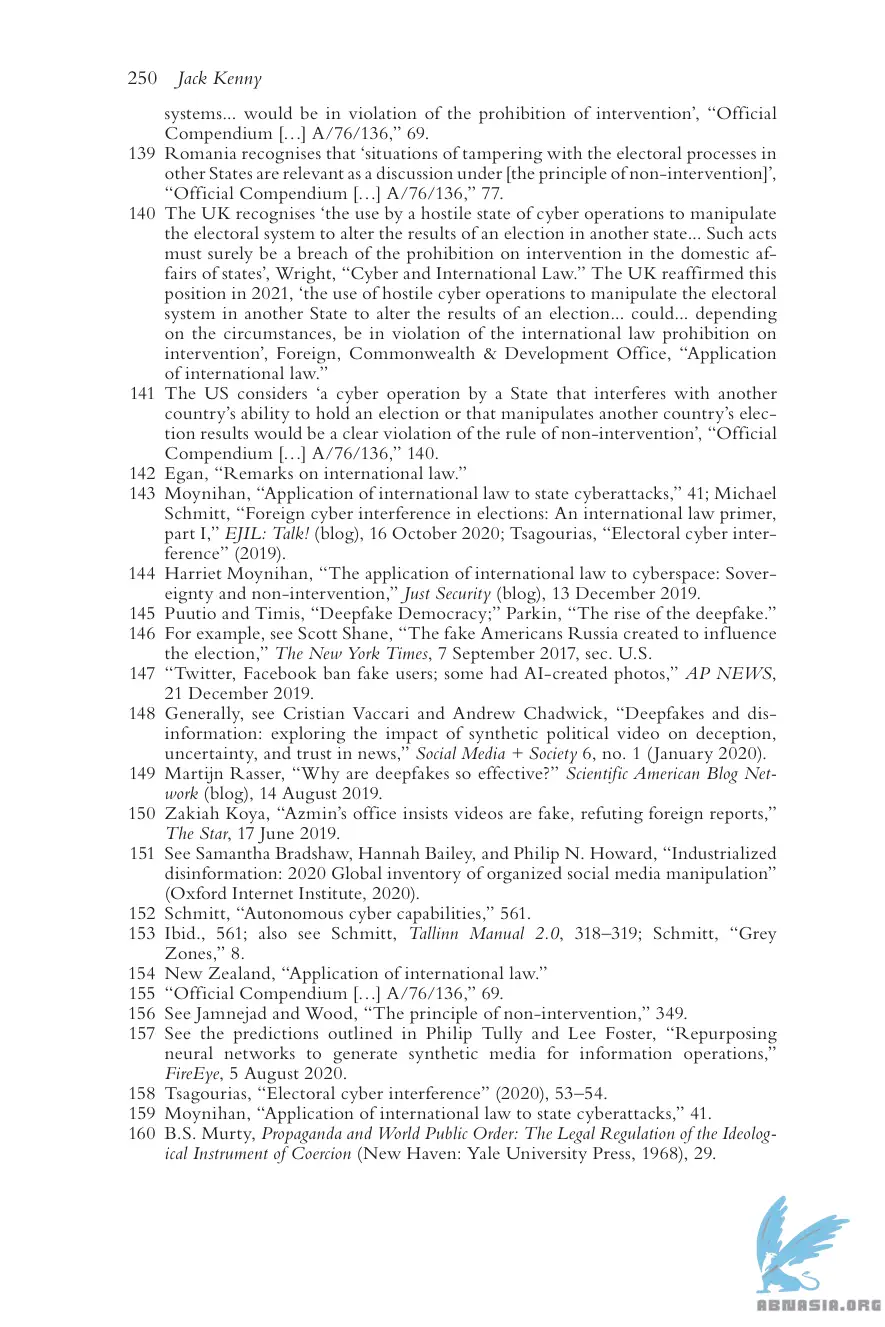 250 Jack Kenny
systems... would be in violation of the prohibition of intervention’, “Official
Compendium […] A/76/136,” 69.
139 Romania recognises that ‘situations of tampering with the electoral processes in
other States are relevant as a discussion under [the principle of non-intervention]’,
“Official Compendium […] A/76/136,” 77.
140 The UK recognises ‘the use by a hostile state of cyber operations to manipulate
the electoral system to alter the results of an election in another state... Such acts
must surely be a breach of the prohibition on intervention in the domestic af-
fairs of states’, Wright, “Cyber and International Law.” The UK reaffirmed this
position in 2021, ‘the use of hostile cyber operations to manipulate the electoral
system in another State to alter the results of an election... could... depending
on the circumstances, be in violation of the international law prohibition on
intervention’, Foreign, Commonwealth & Development Office, “Application
of international law.”
141 The US considers ‘a cyber operation by a State that interferes with another
country’s ability to hold an election or that manipulates another country’s elec-
tion results would be a clear violation of the rule of non-intervention’, “Official
Compendium […] A/76/136,” 140.
142 Egan, “Remarks on international law.”
143 Moynihan, “Application of international law to state cyberattacks,” 41; Michael
Schmitt, “Foreign cyber interference in elections: An international law primer,
part I,” EJIL: Talk! (blog), 16 October 2020; Tsagourias, “Electoral cyber inter-
ference” (2019).
144 Harriet Moynihan, “The application of international law to cyberspace: Sover-
eignty and non-intervention,” Just Security (blog), 13 December 2019.
145 Puutio and Timis, “Deepfake Democracy;” Parkin, “The rise of the deepfake.”
146 For example, see Scott Shane, “The fake Americans Russia created to influence
the election,” The New York Times, 7 September 2017, sec. U.S.
147 “Twitter, Facebook ban fake users; some had AI-created photos,” AP NEWS,
21 December 2019.
148 Generally, see Cristian Vaccari and Andrew Chadwick, “Deepfakes and dis-
information: exploring the impact of synthetic political video on deception,
uncertainty, and trust in news,” Social Media + Society 6, no. 1 (January 2020).
149 Martijn Rasser, “Why are deepfakes so effective?” Scientific American Blog Net-
work (blog), 14 August 2019.
150 Zakiah Koya, “Azmin’s office insists videos are fake, refuting foreign reports,”
The Star, 17 June 2019.
151 See Samantha Bradshaw, Hannah Bailey, and Philip N. Howard, “Industrialized
disinformation: 2020 Global inventory of organized social media manipulation”
(Oxford Internet Institute, 2020).
152 Schmitt, “Autonomous cyber capabilities,” 561.
153 Ibid., 561; also see Schmitt, Tallinn Manual 2.0, 318–319; Schmitt, “Grey
Zones,” 8.
154 New Zealand, “Application of international law.”
155 “Official Compendium […] A/76/136,” 69.
156 See Jamnejad and Wood, “The principle of non-intervention,” 349.
157 See the predictions outlined in Philip Tully and Lee Foster, “Repurposing
neural networks to generate synthetic media for information operations,”
FireEye, 5 August 2020.
158 Tsagourias, “Electoral cyber interference” (2020), 53–54.
159 Moynihan, “Application of international law to state cyberattacks,” 41.
160 B.S. Murty, Propaganda and World Public Order: The Legal Regulation of the Ideolog-
ical Instrument of Coercion (New Haven: Yale University Press, 1968), 29.
ABNASIA.ORG